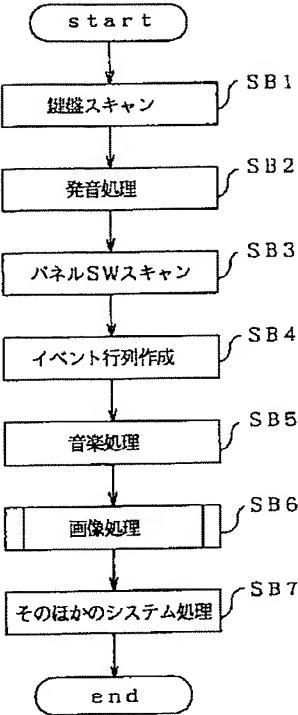 start
SB1
鍵盤スキャン
SB2
発音処理
SB3
パネルSWスキャン
SB4
イベント行列作成
SB5
音楽処理
SB6
画像処理
SB7
そのほかのシステム処理
end